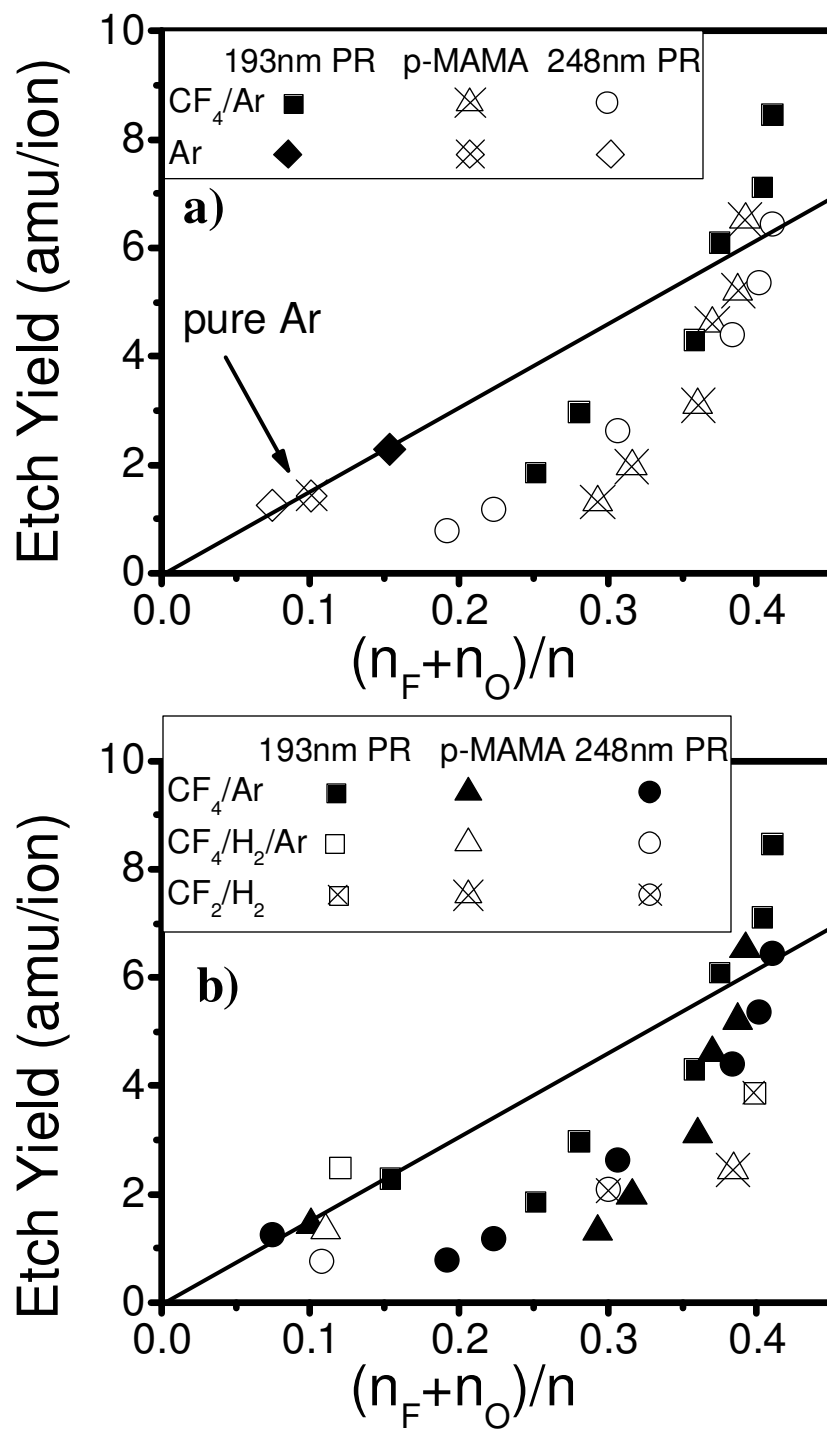 10
193nm PR p-MAMA 248nm PR
CF4/Ar
Ar
8
a)
6
pure Ar
4
2
0
0.0 0.1 0.2 0.3 0.4
Etch Yield (amu/ion)
(nF+nO)/n
193nm PR p-MAMA 248nm PR
10
CF4/Ar
CF4/H2/Ar
8
CF2/H2
6
b)
4
2
0
0.0 0.1 0.2 0.3 0.4
Etch Yield (amu/ion)
(nF+nO)/n